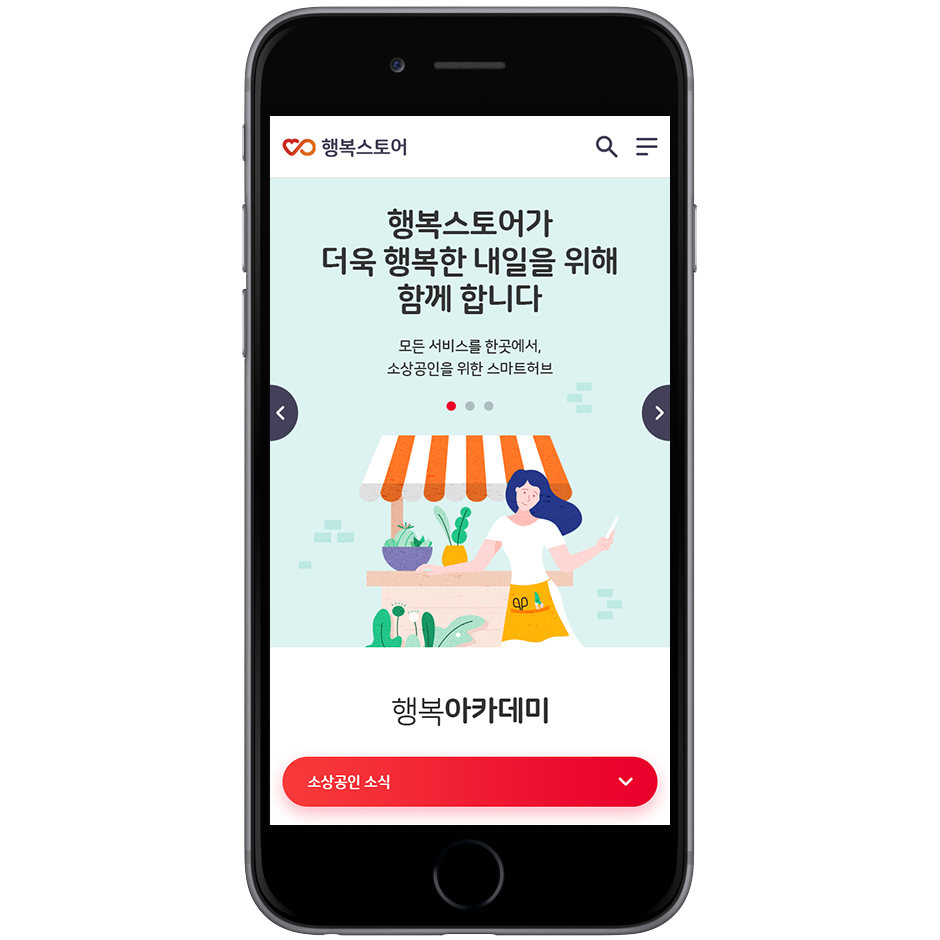 행복스토어
행복스토어가
더욱 행복한 내일을 위해
함께 합니다
모든 서비스를 한곳에서,
소상공인을 위한 스마트허브
행복아카데미
소상공인 소식